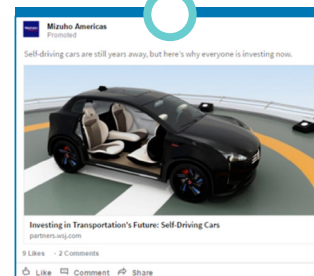 Mizuho Americas
Promoted
Self-driving cars are still years away, but here's why everyone is investing now.
Investing in Transportation's Future: Self-Driving Cars
partners.wsj.com
9 Likes · 2 Comments
Like Comment Share